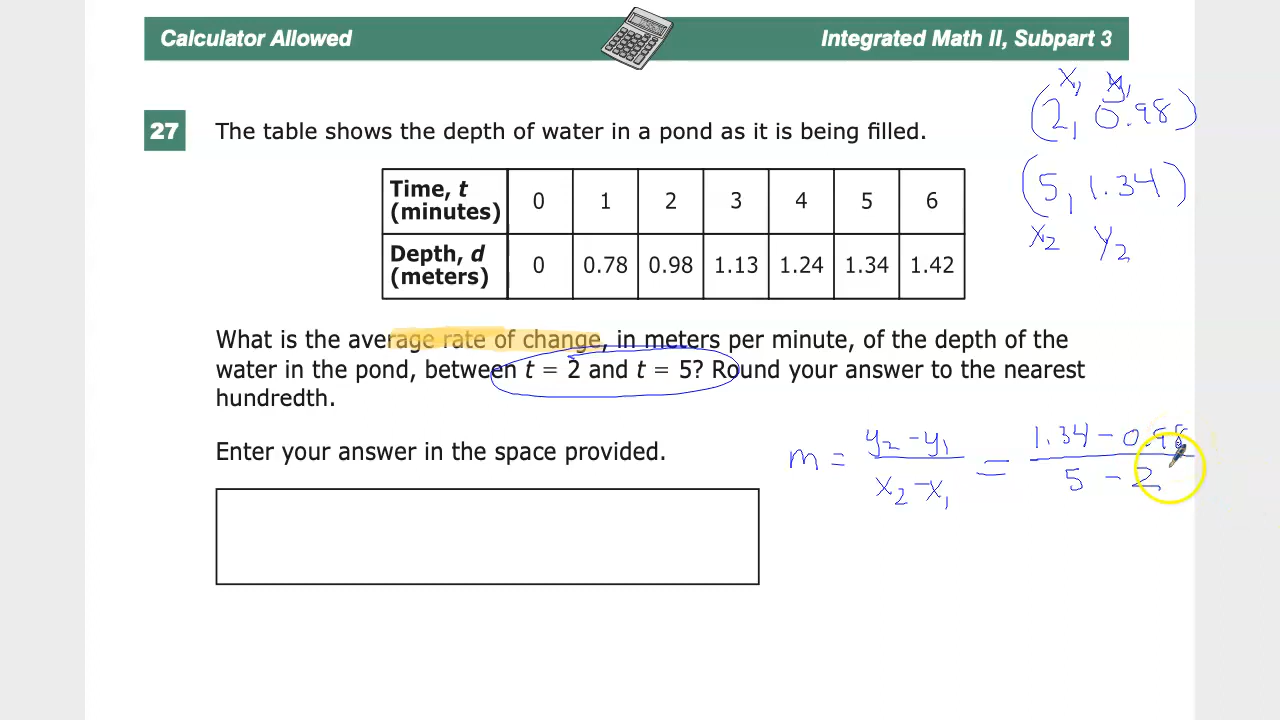 Calculator Allowed
Integrated Math II, Subpart 3
x₁ y₁
(2, 0.98)
27 The table shows the depth of water in a pond as it is being filled.
Time, t (minutes) 0 1 2 3 4 5 6
(5, 1.34)
x₂ y₂
Depth, d (meters) 0 0.78 0.98 1.13 1.24 1.34 1.42
What is the average rate of change, in meters per minute, of the depth of the
water in the pond, between t = 2 and t = 5? Round your answer to the nearest
hundredth.
Enter your answer in the space provided.
m = y₂ - y₁ / x₂ - x₁ = 1.34 - 0.98 / 5 - 2